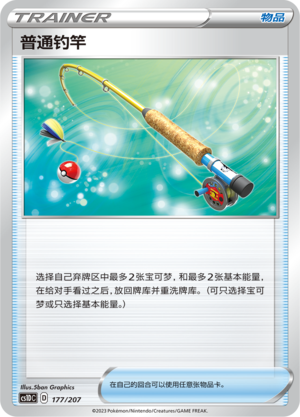 TRAINER
物品
普通钓竿
选择自己弃牌区中最多2张宝可梦,和最多2张基本能量,
在给对手看过之后,放回牌库并重洗牌库。(可只选择宝可
梦或只选择基本能量。)
Illus.5ban Graphics
cs1DC D 177/207
在自己的回合可以使用任意张物品卡。
©2023 Pokémon/Nintendo/Creatures/GAME FREAK.